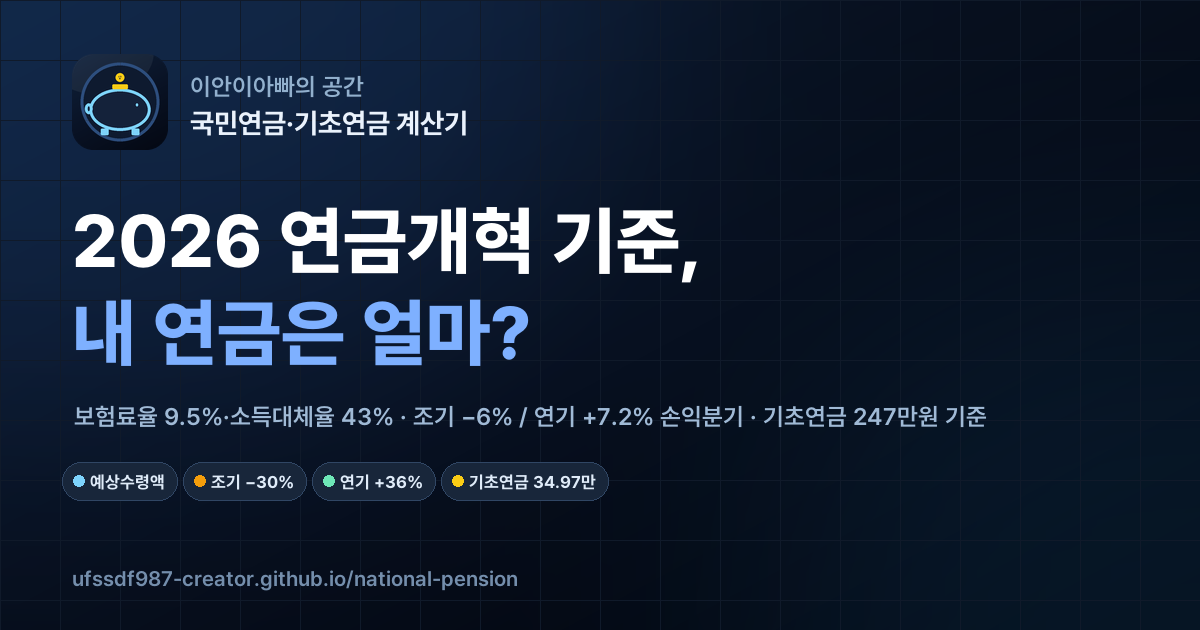 이안이아빠의 공간
국민연금·기초연금 계산기
2026 연금개혁 기준,
내 연금은 얼마?
보험료율 9.5%·소득대체율 43% · 조기 −6% / 연기 +7.2% 손익분기 · 기초연금 247만원 기준
예상수령액
조기 −30%
연기 +36%
기초연금 34.97만
ufssdf987-creator.github.io/national-pension